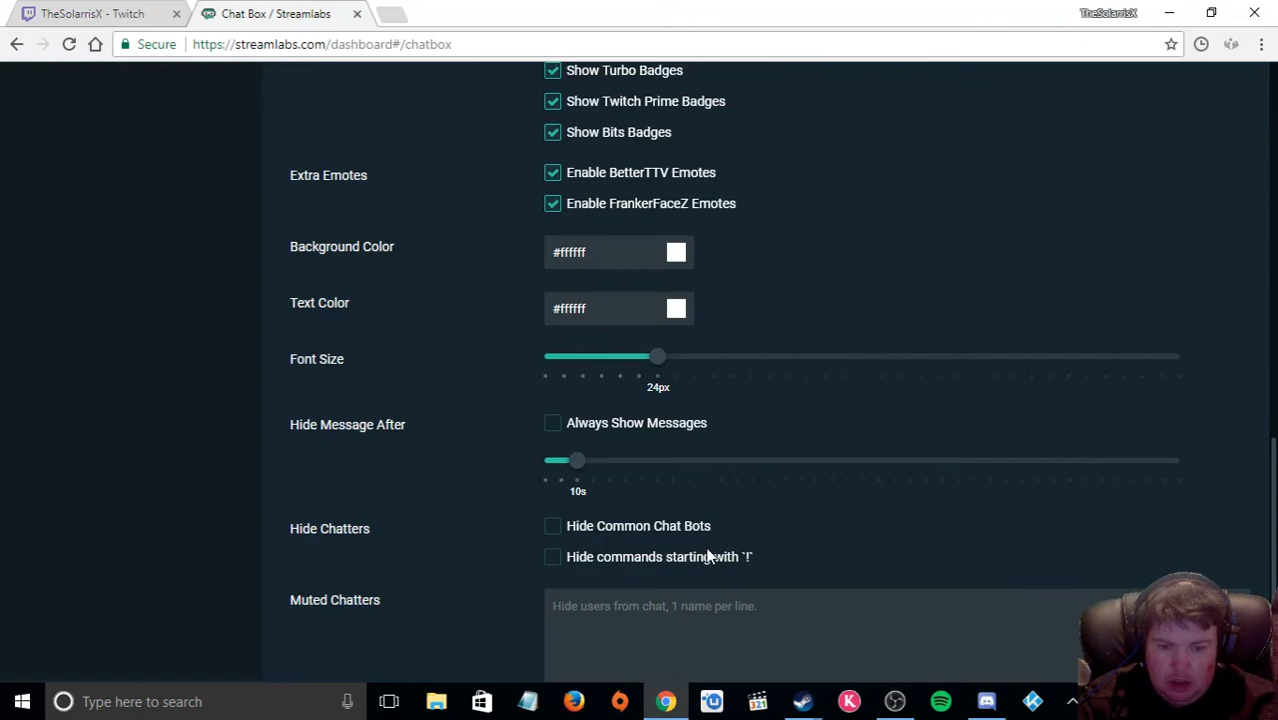 TheSolarrisX - Twitch
Chat Box / Streamlabs
TheSolarrisX
Secure
https://streamlabs.com/dashboard#/chatbox
Show Turbo Badges
Show Twitch Prime Badges
Show Bits Badges
Extra Emotes
Enable BetterTTV Emotes
Enable FrankerFaceZ Emotes
Background Color
#ffffff
Text Color
#ffffff
Font Size
24px
Hide Message After
Always Show Messages
10s
Hide Chatters
Hide Common Chat Bots
Hide commands starting with `!`
Muted Chatters
Hide users from chat, 1 name per line.
Type here to search
321
K